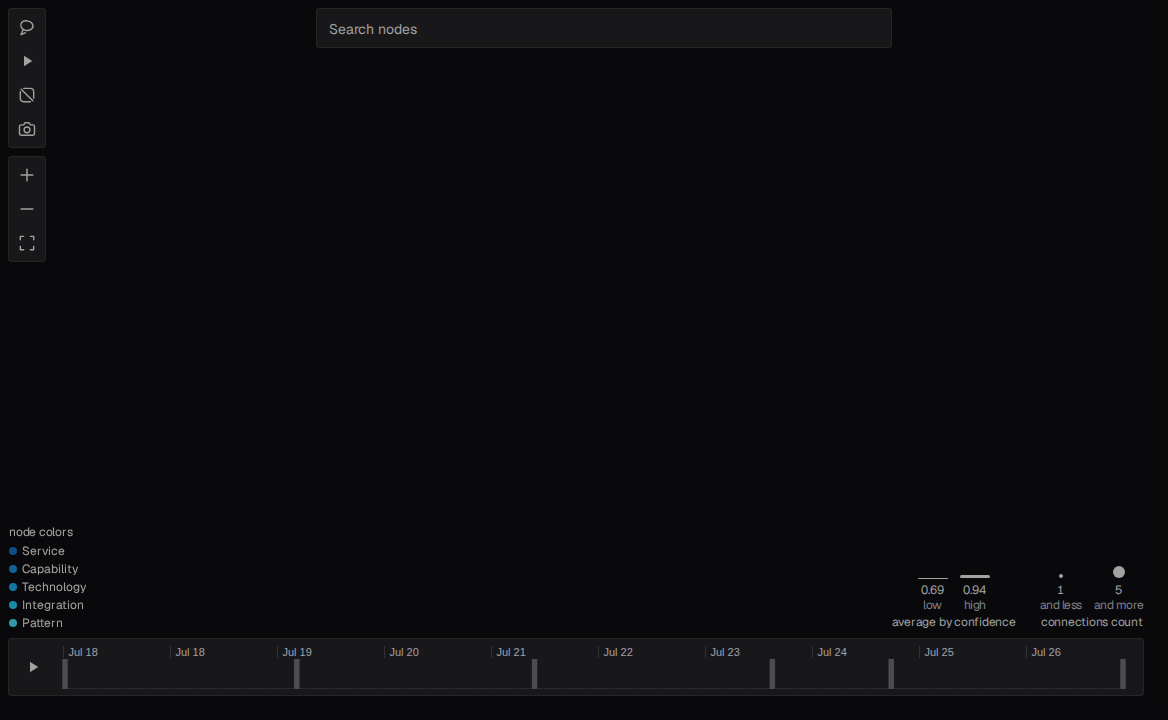 Search nodes
node colors
Service
Capability
Technology
Integration
Pattern
0.69 0.94
low high
average by confidence
1 5
and less and more
connections count
Jul 18 Jul 18 Jul 19 Jul 20 Jul 21 Jul 22 Jul 23 Jul 24 Jul 25 Jul 26